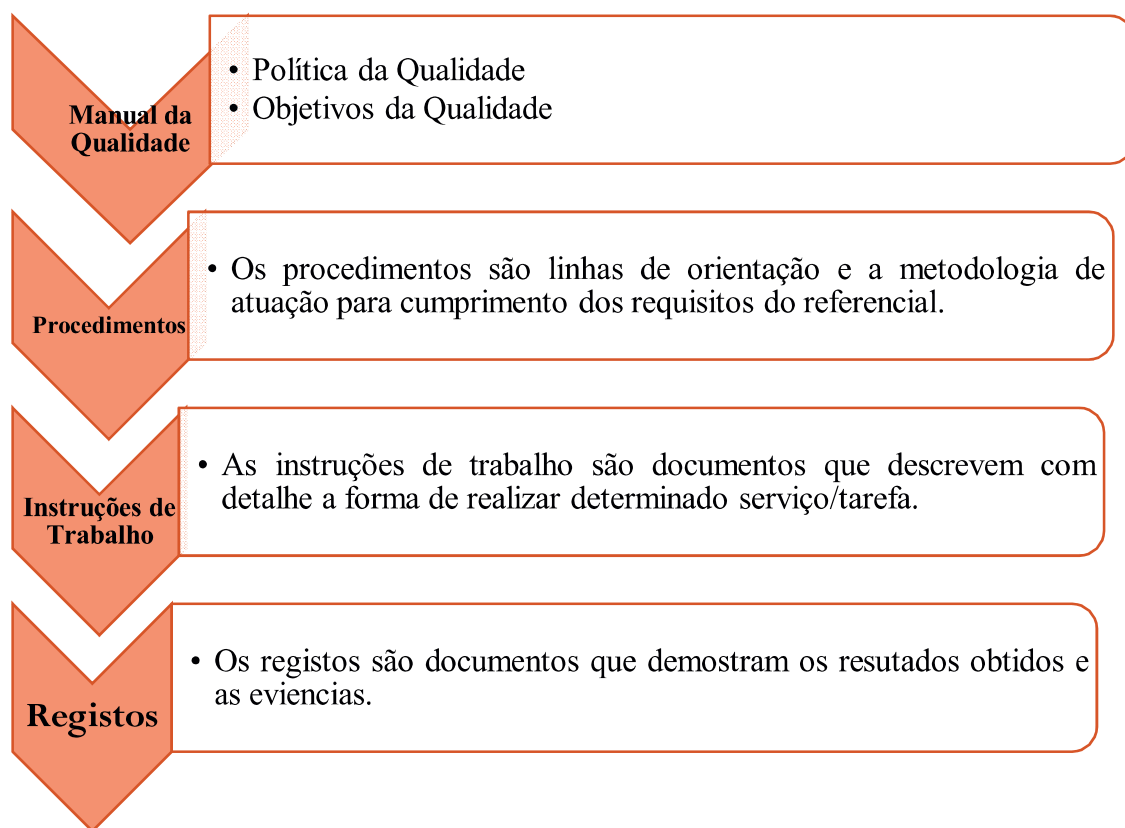 Manual da
Qualidade
• Política da Qualidade
• Objetivos da Qualidade
Procedimentos
• Os procedimentos são linhas de orientação e a metodologia de
atuação para cumprimento dos requisitos do referencial.
Instruções de
Trabalho
• As instruções de trabalho são documentos que descrevem com
detalhe a forma de realizar determinado serviço/tarefa.
Registos
• Os registos são documentos que demostram os resutados obtidos e
as eviencias.